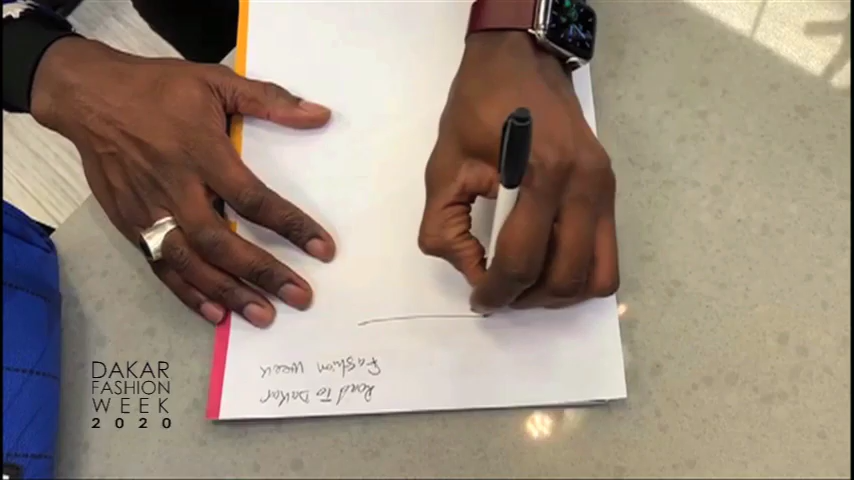 Road To Dakar
Fashion Week
DAKAR
FASHION
WEEK
2020